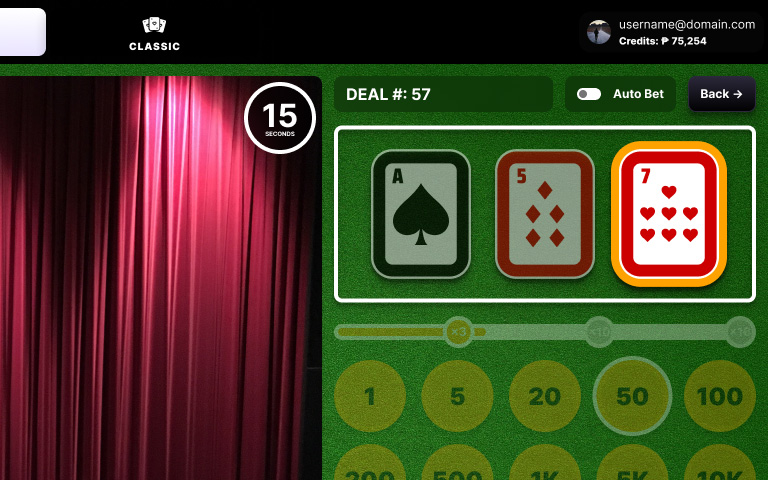 CLASSIC
username@domain.com
Credits: ₱ 75,254
15
SECONDS
DEAL #: 57
Auto Bet
Back →
A
5
7
×3
×10
1
5
20
50
100
200
500
1K
5K
10K